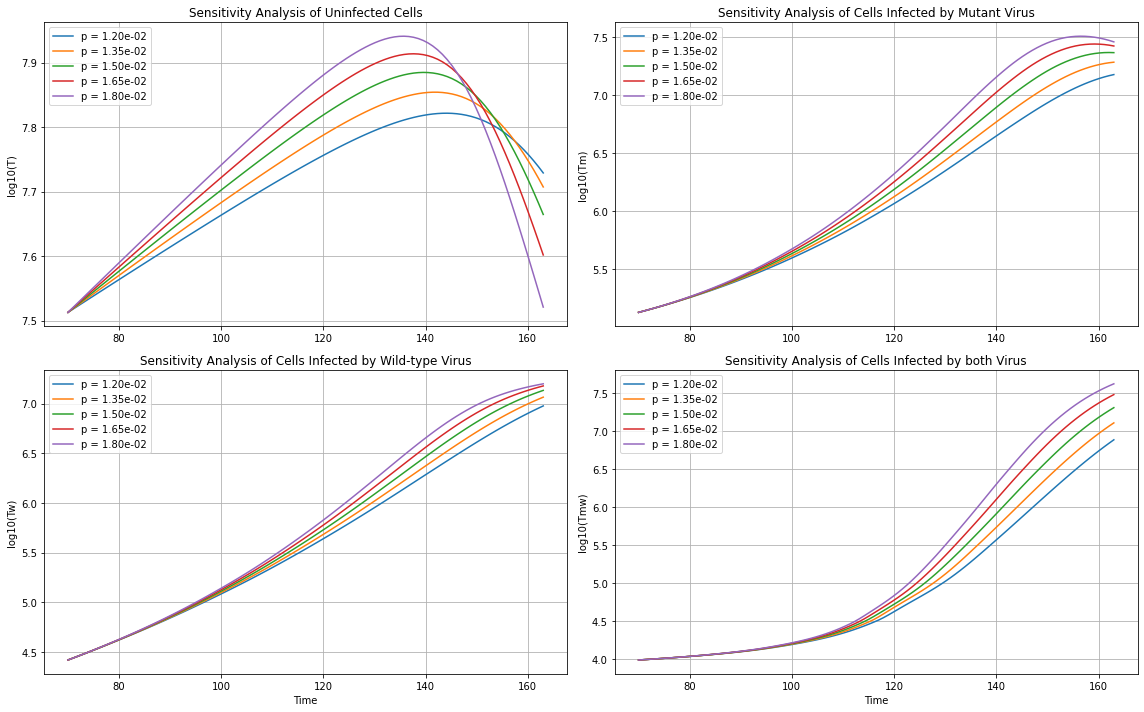 Sensitivity Analysis of Uninfected Cells
p = 1.20e-02
p = 1.35e-02
p = 1.50e-02
p = 1.65e-02
p = 1.80e-02
log10(T)
7.9
7.8
7.7
7.6
7.5
80 100 120 140 160
Sensitivity Analysis of Cells Infected by Mutant Virus
p = 1.20e-02
p = 1.35e-02
p = 1.50e-02
p = 1.65e-02
p = 1.80e-02
log10(Tm)
7.5
7.0
6.5
6.0
5.5
80 100 120 140 160
Sensitivity Analysis of Cells Infected by Wild-type Virus
p = 1.20e-02
p = 1.35e-02
p = 1.50e-02
p = 1.65e-02
p = 1.80e-02
log10(Tw)
7.0
6.5
6.0
5.5
5.0
4.5
80 100 120 140 160
Time
Sensitivity Analysis of Cells Infected by both Virus
p = 1.20e-02
p = 1.35e-02
p = 1.50e-02
p = 1.65e-02
p = 1.80e-02
log10(Tmw)
7.5
7.0
6.5
6.0
5.5
5.0
4.5
4.0
80 100 120 140 160
Time